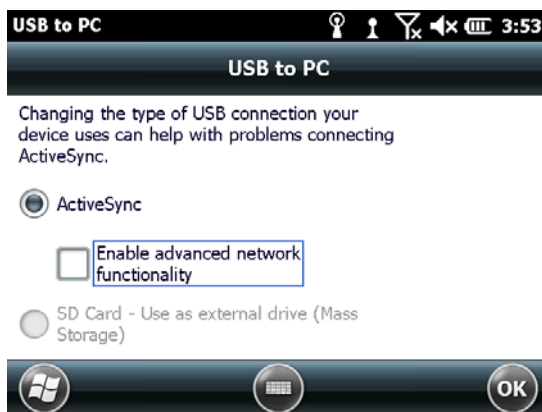 USB to PC
3:53
USB to PC
Changing the type of USB connection your
device uses can help with problems connecting
ActiveSync.
ActiveSync
Enable advanced network
functionality
SD Card - Use as external drive (Mass
Storage)
OK